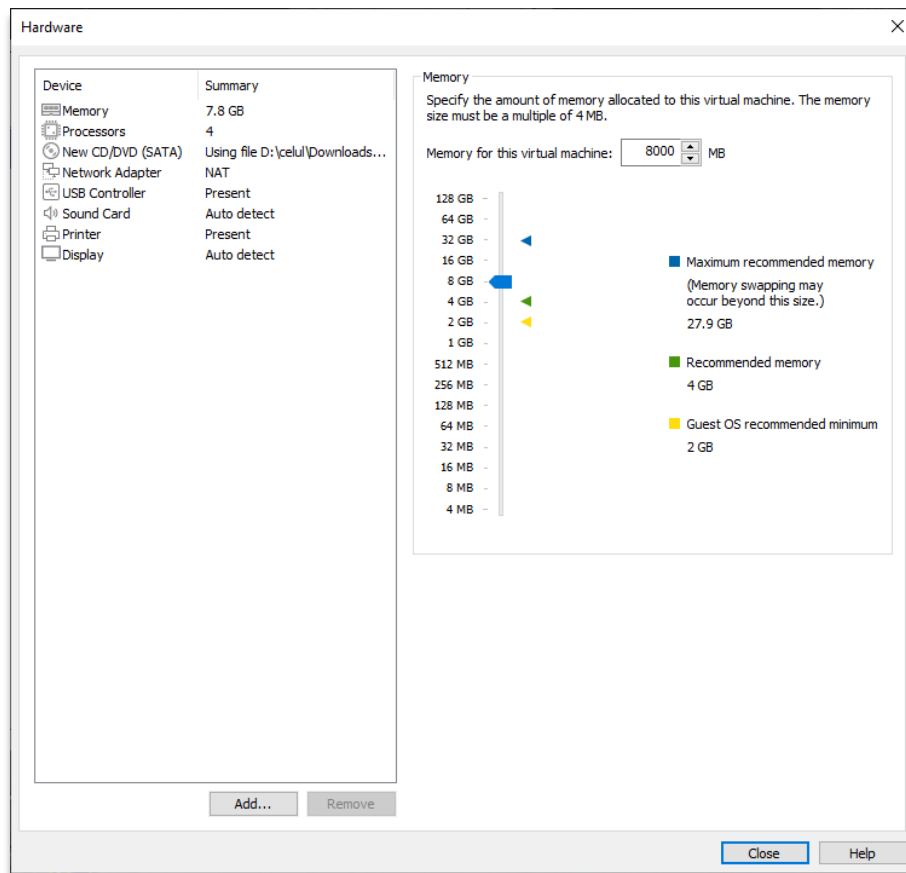 Hardware
Device Summary
Memory 7.8 GB
Processors 4
New CD/DVD (SATA) Using file D:\celul\Downloads...
Network Adapter NAT
USB Controller Present
Sound Card Auto detect
Printer Present
Display Auto detect
Add... Remove
Memory
Specify the amount of memory allocated to this virtual machine. The memory
size must be a multiple of 4 MB.
Memory for this virtual machine: 8000 MB
128 GB
64 GB
32 GB
16 GB
8 GB
4 GB
2 GB
1 GB
512 MB
256 MB
128 MB
64 MB
32 MB
16 MB
8 MB
4 MB
Maximum recommended memory
(Memory swapping may
occur beyond this size.)
27.9 GB
Recommended memory
4 GB
Guest OS recommended minimum
2 GB
Close Help